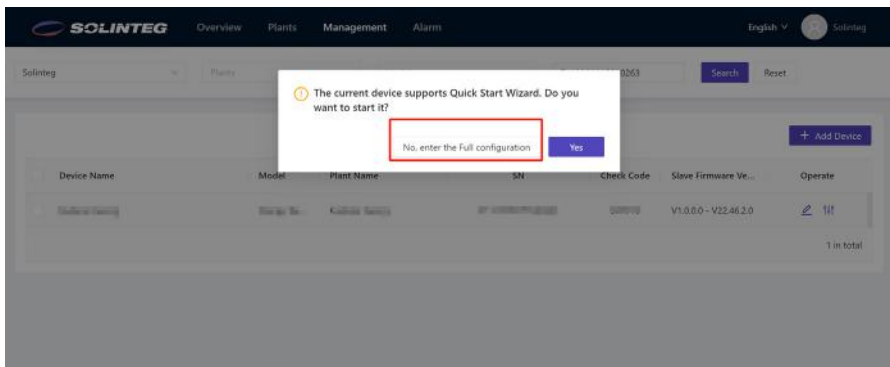 SOLINTEG Overview Plants Management Alarm English Solinteg
Solinteg Plants 0263 Search Reset
The current device supports Quick Start Wizard. Do you
want to start it?
No, enter the Full configuration Yes
+ Add Device
Device Name Model Plant Name SN Check Code Slave Firmware Ve... Operate
V1.0.0.0 - V22.46.2.0
1 in total